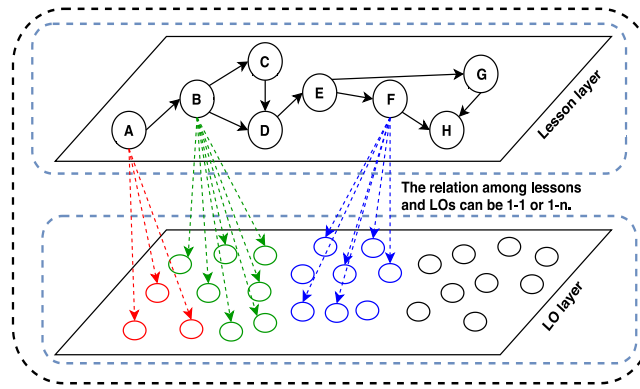 C
G
E
B
F
A
D
H
Lesson layer
The relation among lessons
and LOs can be 1-1 or 1-n.
LO layer